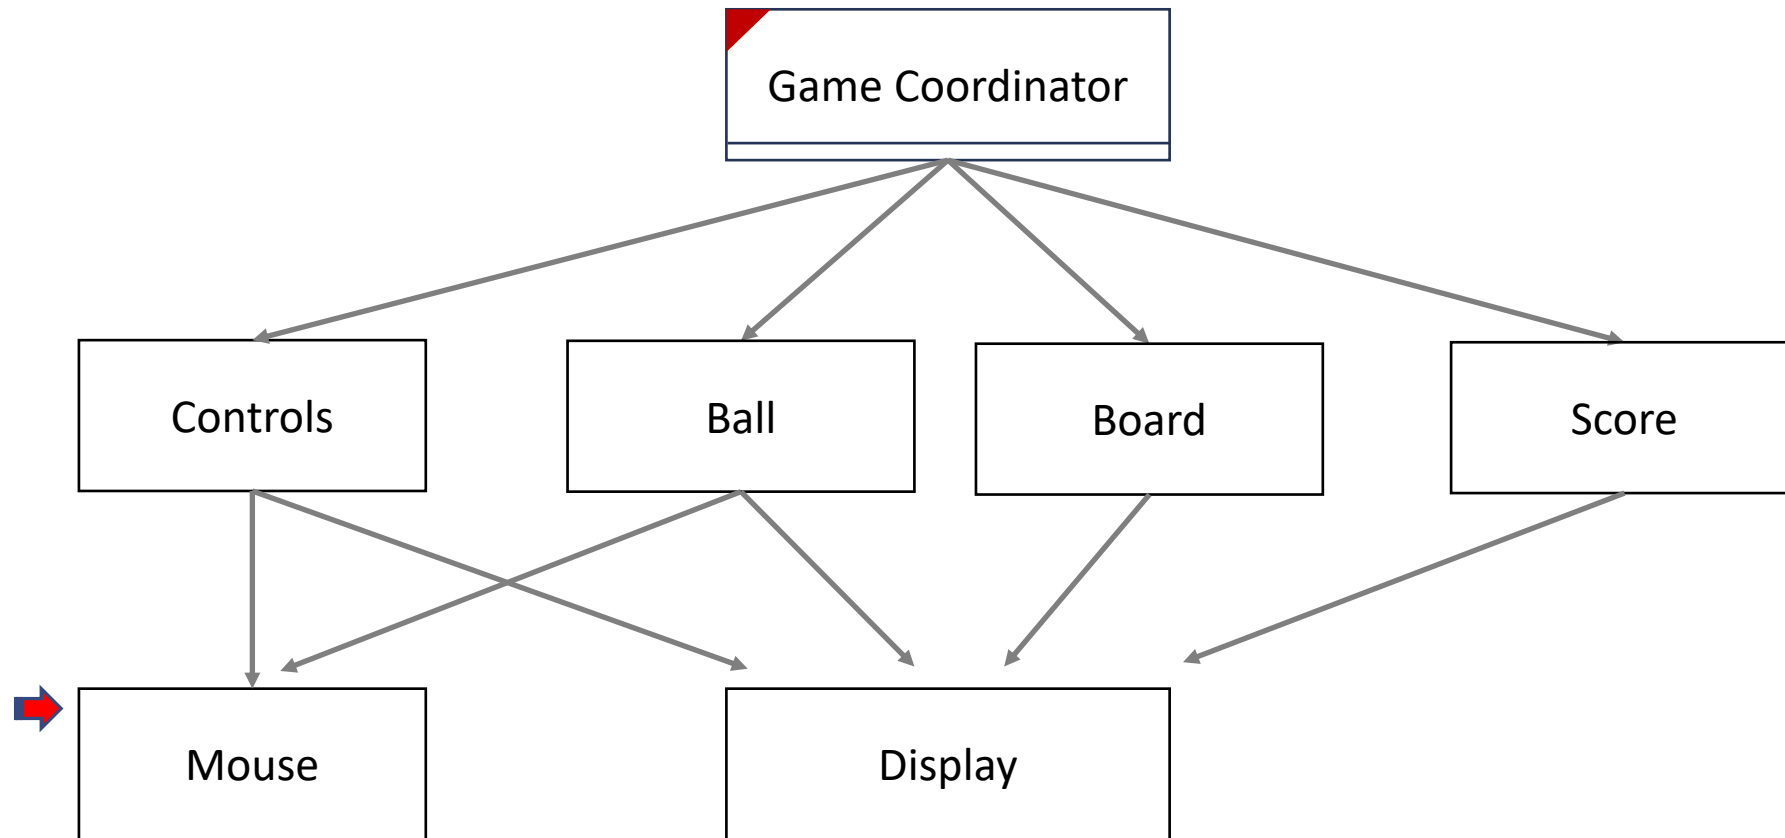 Game Coordinator
Controls
Ball
Board
Score
Mouse
Display